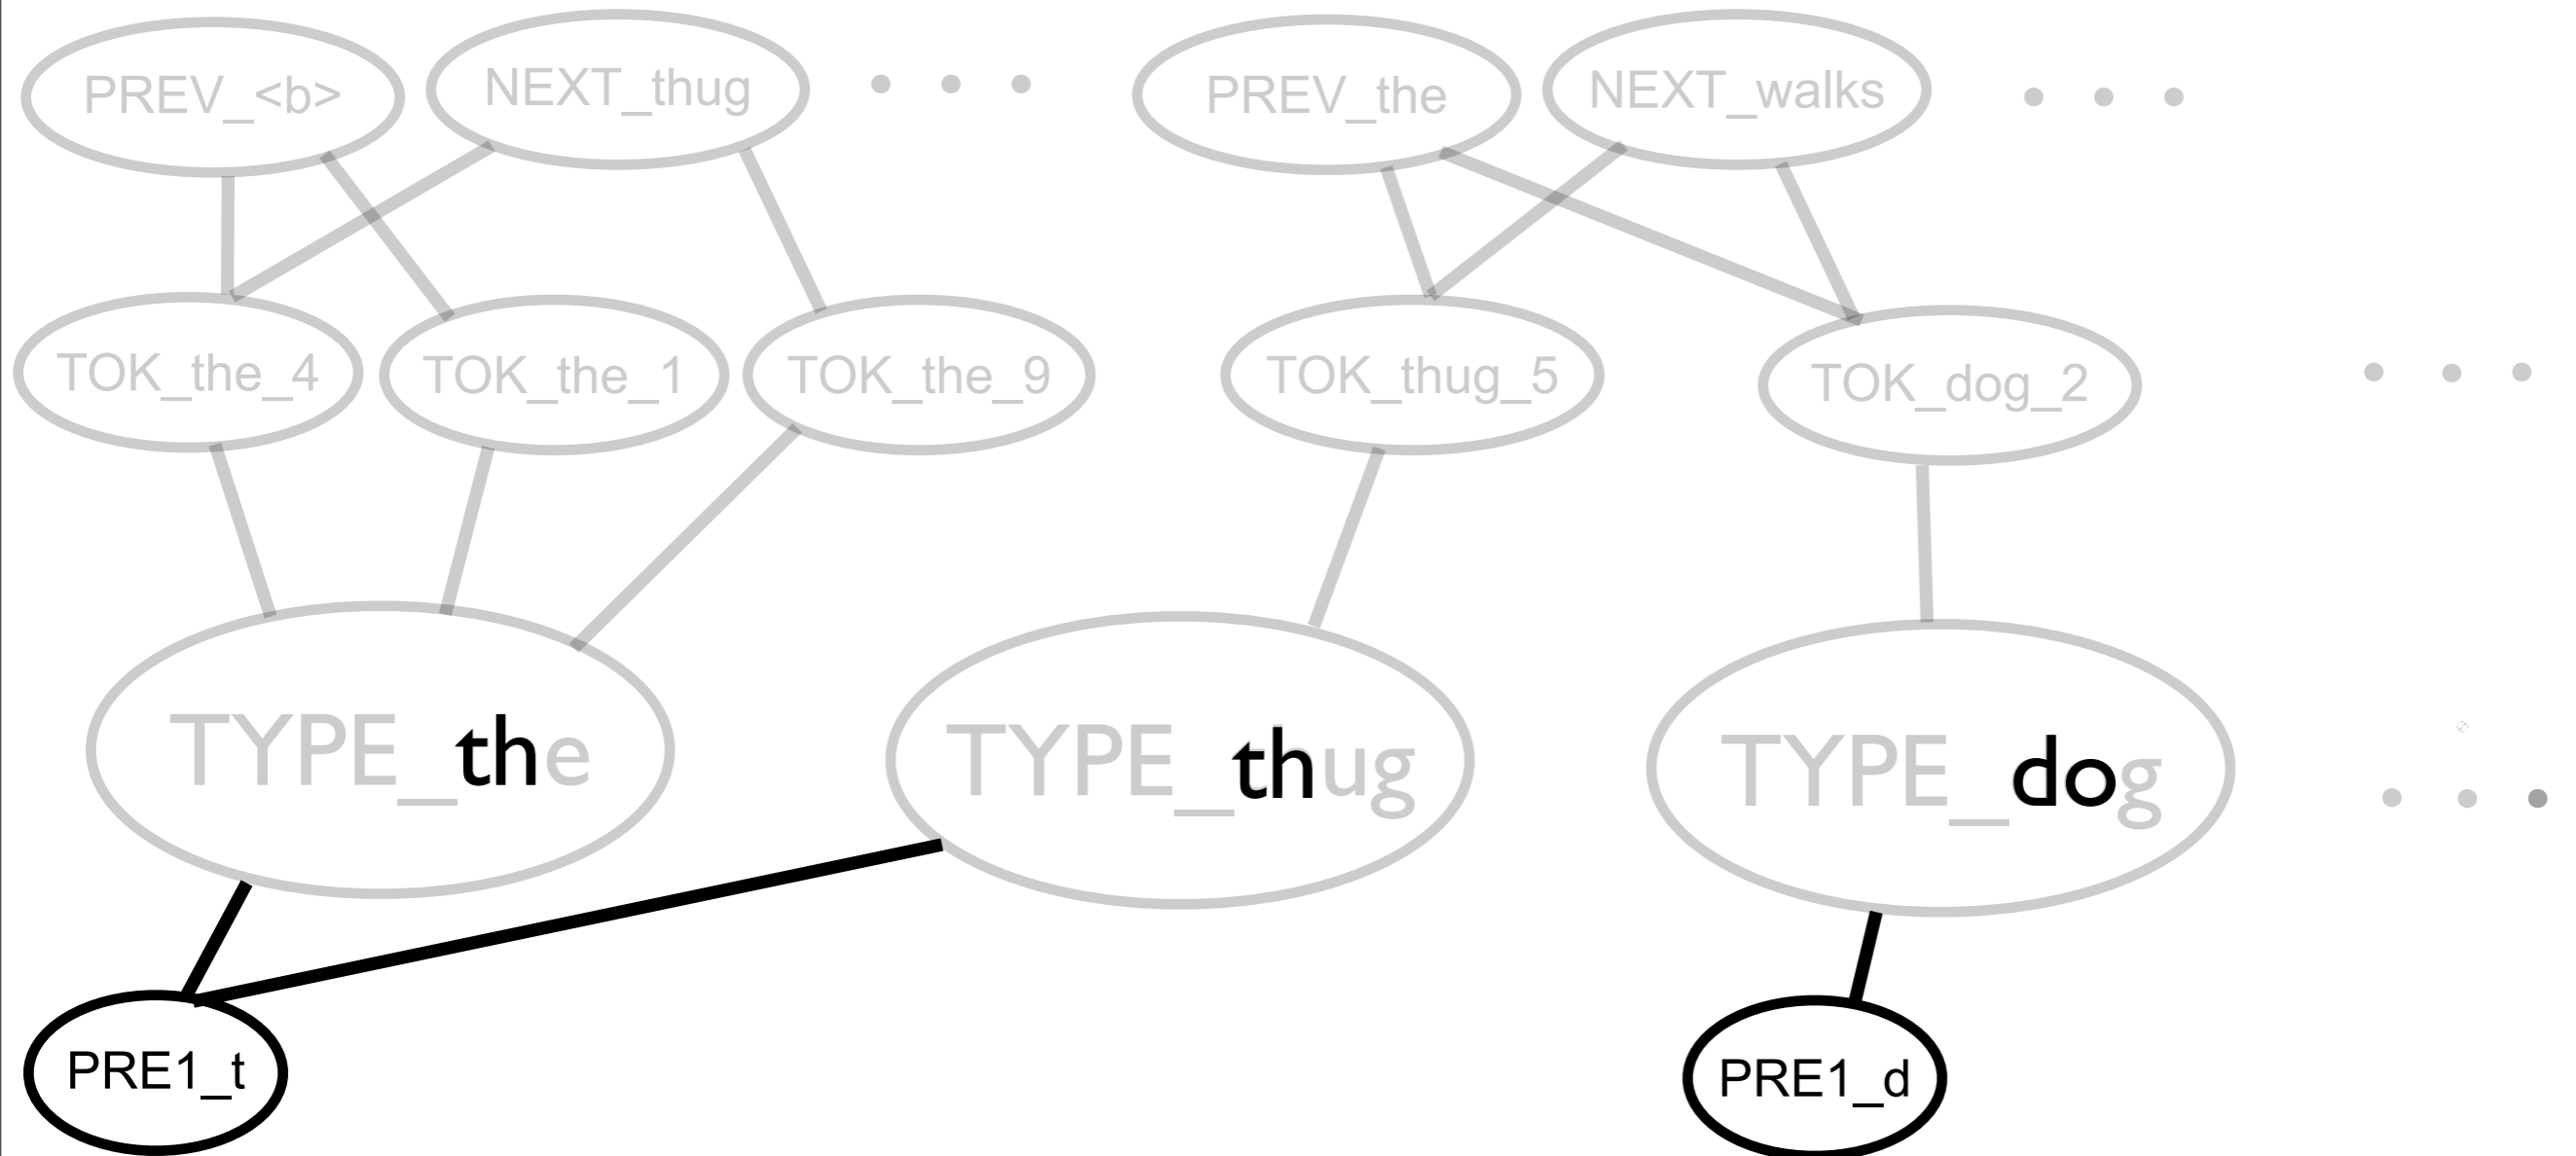 PREV_<b> NEXT_thug PREV_the NEXT_walks
TOK_the_4 TOK_the_1 TOK_the_9 TOK_thug_5 TOK_dog_2
TYPE_the TYPE_thug TYPE_dog
PRE1_t PRE1_d